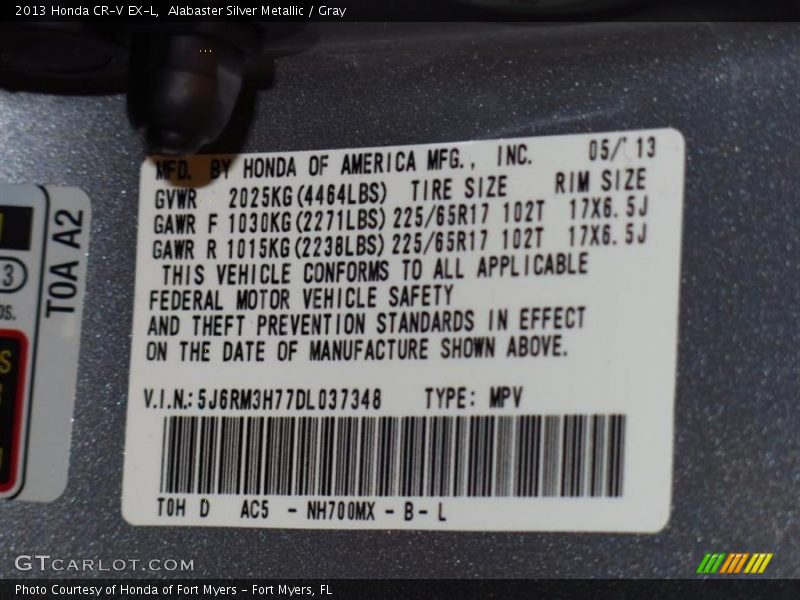 2013 Honda CR-V EX-L,  Alabaster Silver Metallic / Gray
MFD. BY HONDA OF AMERICA MFG., INC. 05/'13
GVWR 2025KG(4464LBS) TIRE SIZE RIM SIZE
GAWR F 1030KG(2271LBS) 225/65R17 102T 17X6.5J
GAWR R 1015KG(2238LBS) 225/65R17 102T 17X6.5J
THIS VEHICLE CONFORMS TO ALL APPLICABLE
FEDERAL MOTOR VEHICLE SAFETY
AND THEFT PREVENTION STANDARDS IN EFFECT
ON THE DATE OF MANUFACTURE SHOWN ABOVE.
V.I.N.: 5J6RM3H77DL037348 TYPE: MPV
T0H D AC5 - NH700MX - B - L
T0A A2
3
GTCARLOT.COM
Photo Courtesy of Honda of Fort Myers – Fort Myers, FL